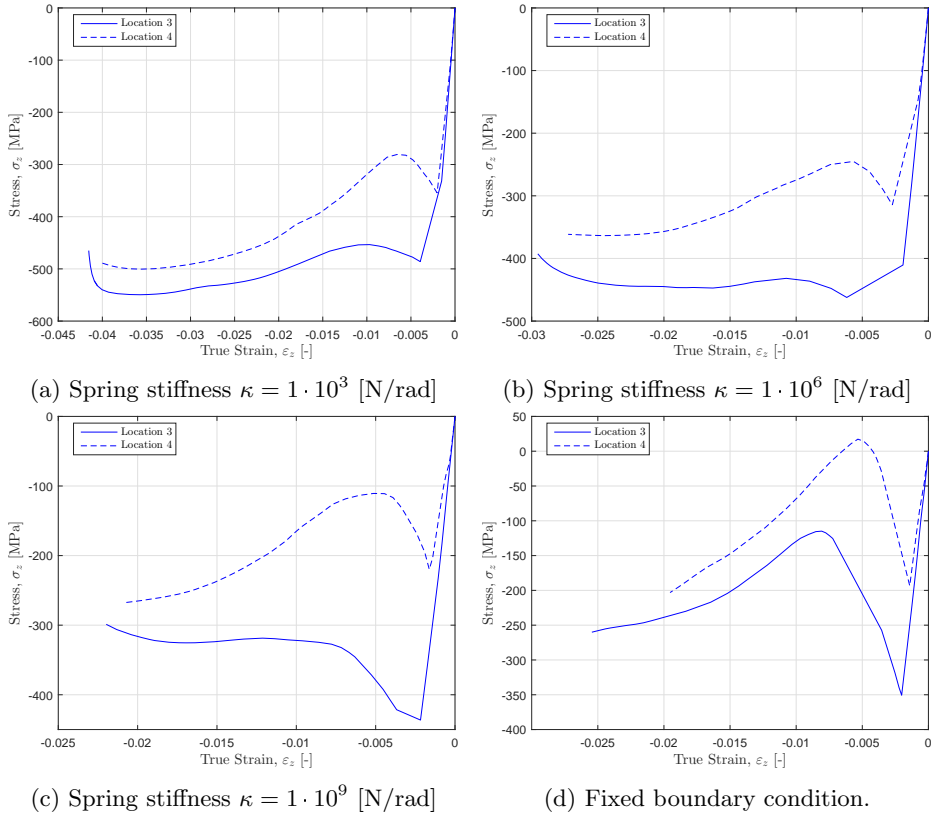 0
-100
-200
-300
-400
-500
-600
Stress, σz [MPa]
Location 3
Location 4
-0.045 -0.04 -0.035 -0.03 -0.025 -0.02 -0.015 -0.01 -0.005 0
True Strain, εz [-]
(a) Spring stiffness κ = 1 · 10³ [N/rad]
0
-100
-200
-300
-400
-500
Stress, σz [MPa]
Location 3
Location 4
-0.03 -0.025 -0.02 -0.015 -0.01 -0.005 0
True Strain, εz [-]
(b) Spring stiffness κ = 1 · 10⁶ [N/rad]
0
-100
-200
-300
-400
Stress, σz [MPa]
Location 3
Location 4
-0.025 -0.02 -0.015 -0.01 -0.005 0
True Strain, εz [-]
(c) Spring stiffness κ = 1 · 10⁹ [N/rad]
50
0
-50
-100
-150
-200
-250
-300
-350
-400
Stress, σz [MPa]
Location 3
Location 4
-0.03 -0.025 -0.02 -0.015 -0.01 -0.005 0
True Strain, εz [-]
(d) Fixed boundary condition.